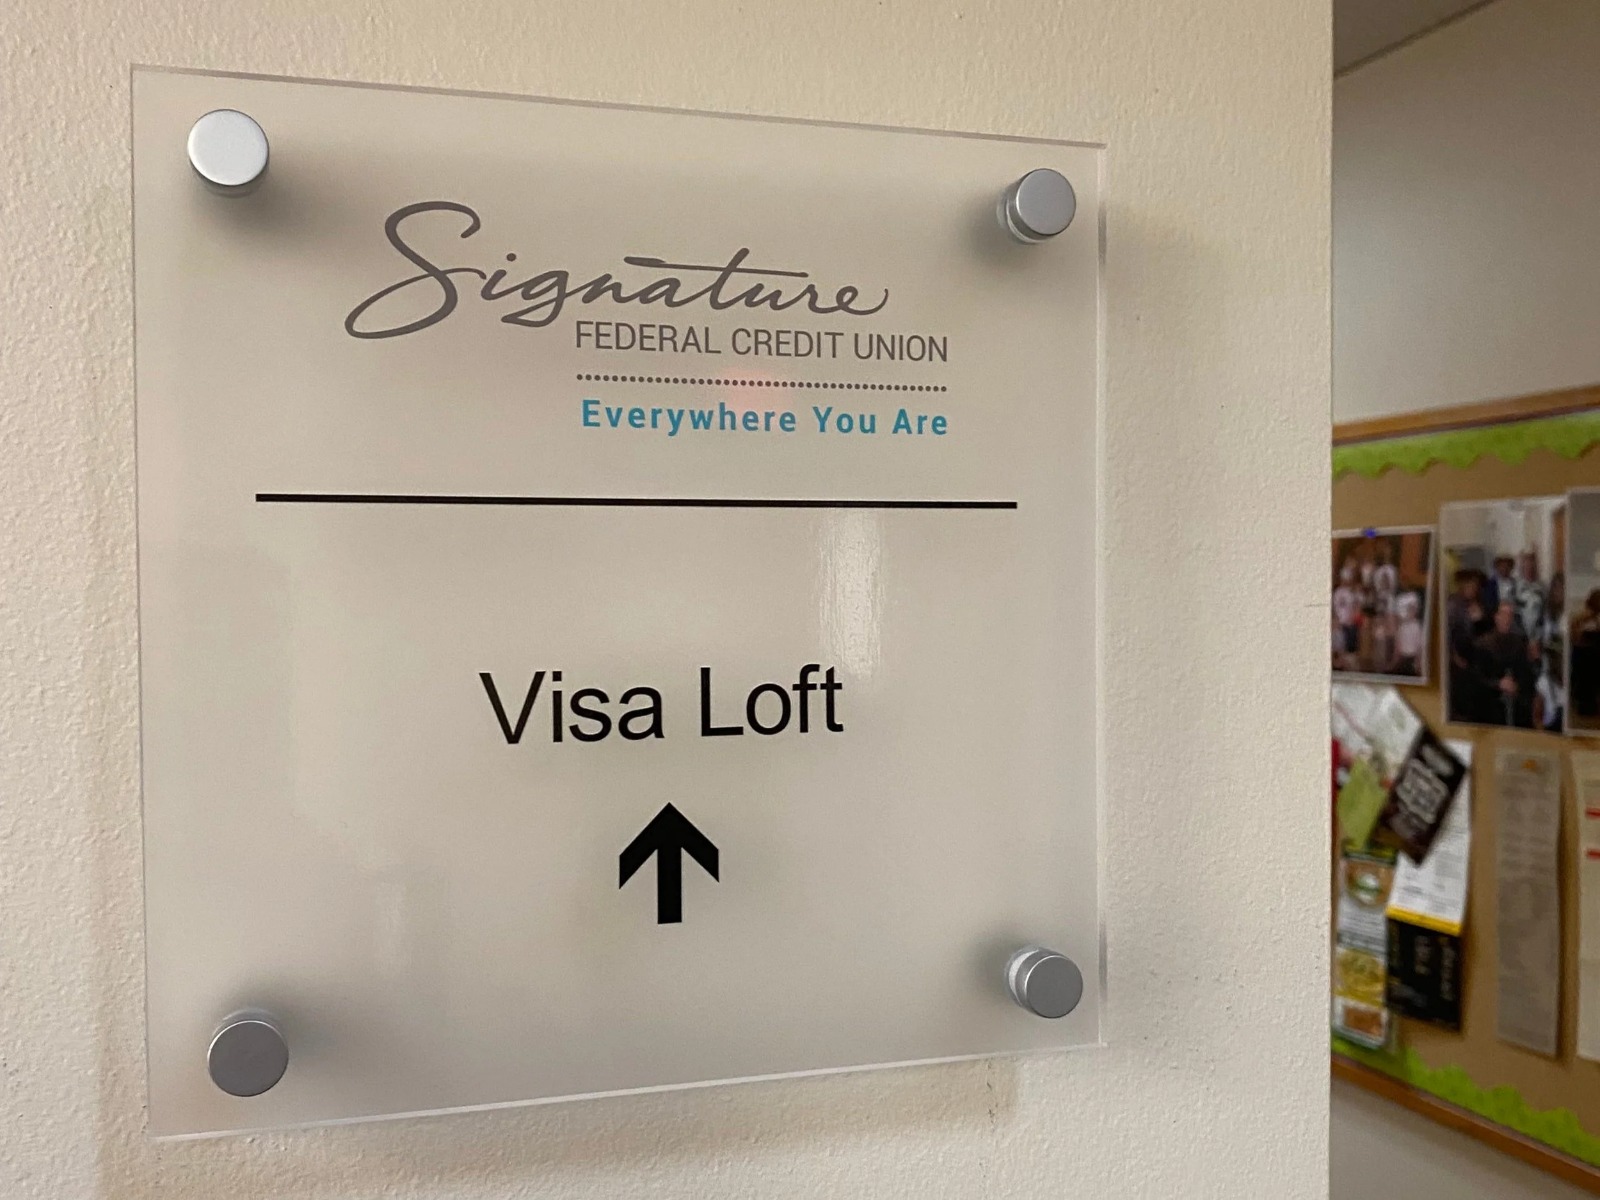 Signature
FEDERAL CREDIT UNION
Everywhere You Are
Visa Loft